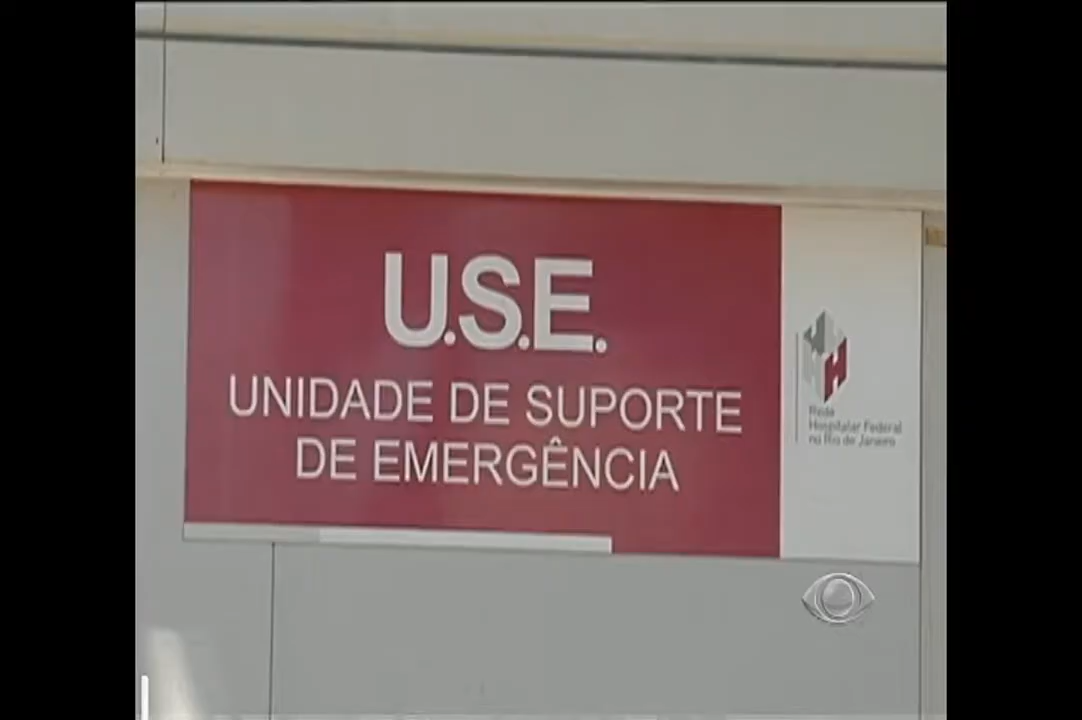 U.S.E.
UNIDADE DE SUPORTE
DE EMERGÊNCIA
Rede
Hospitalar Federal
no Rio de Janeiro